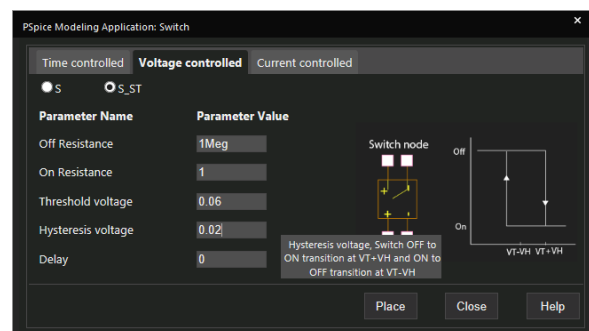 PSpice Modeling Application: Switch
×
Time controlled Voltage controlled Current controlled
S S_ST
Parameter Name Parameter Value
Off Resistance 1Meg
On Resistance 1
Threshold voltage 0.06
Hysteresis voltage 0.02
Delay 0
Switch node
+
+
Off
On
VT-VH VT+VH
Hysteresis voltage, Switch OFF to
ON transition at VT+VH and ON to
OFF transition at VT-VH
Place Close Help